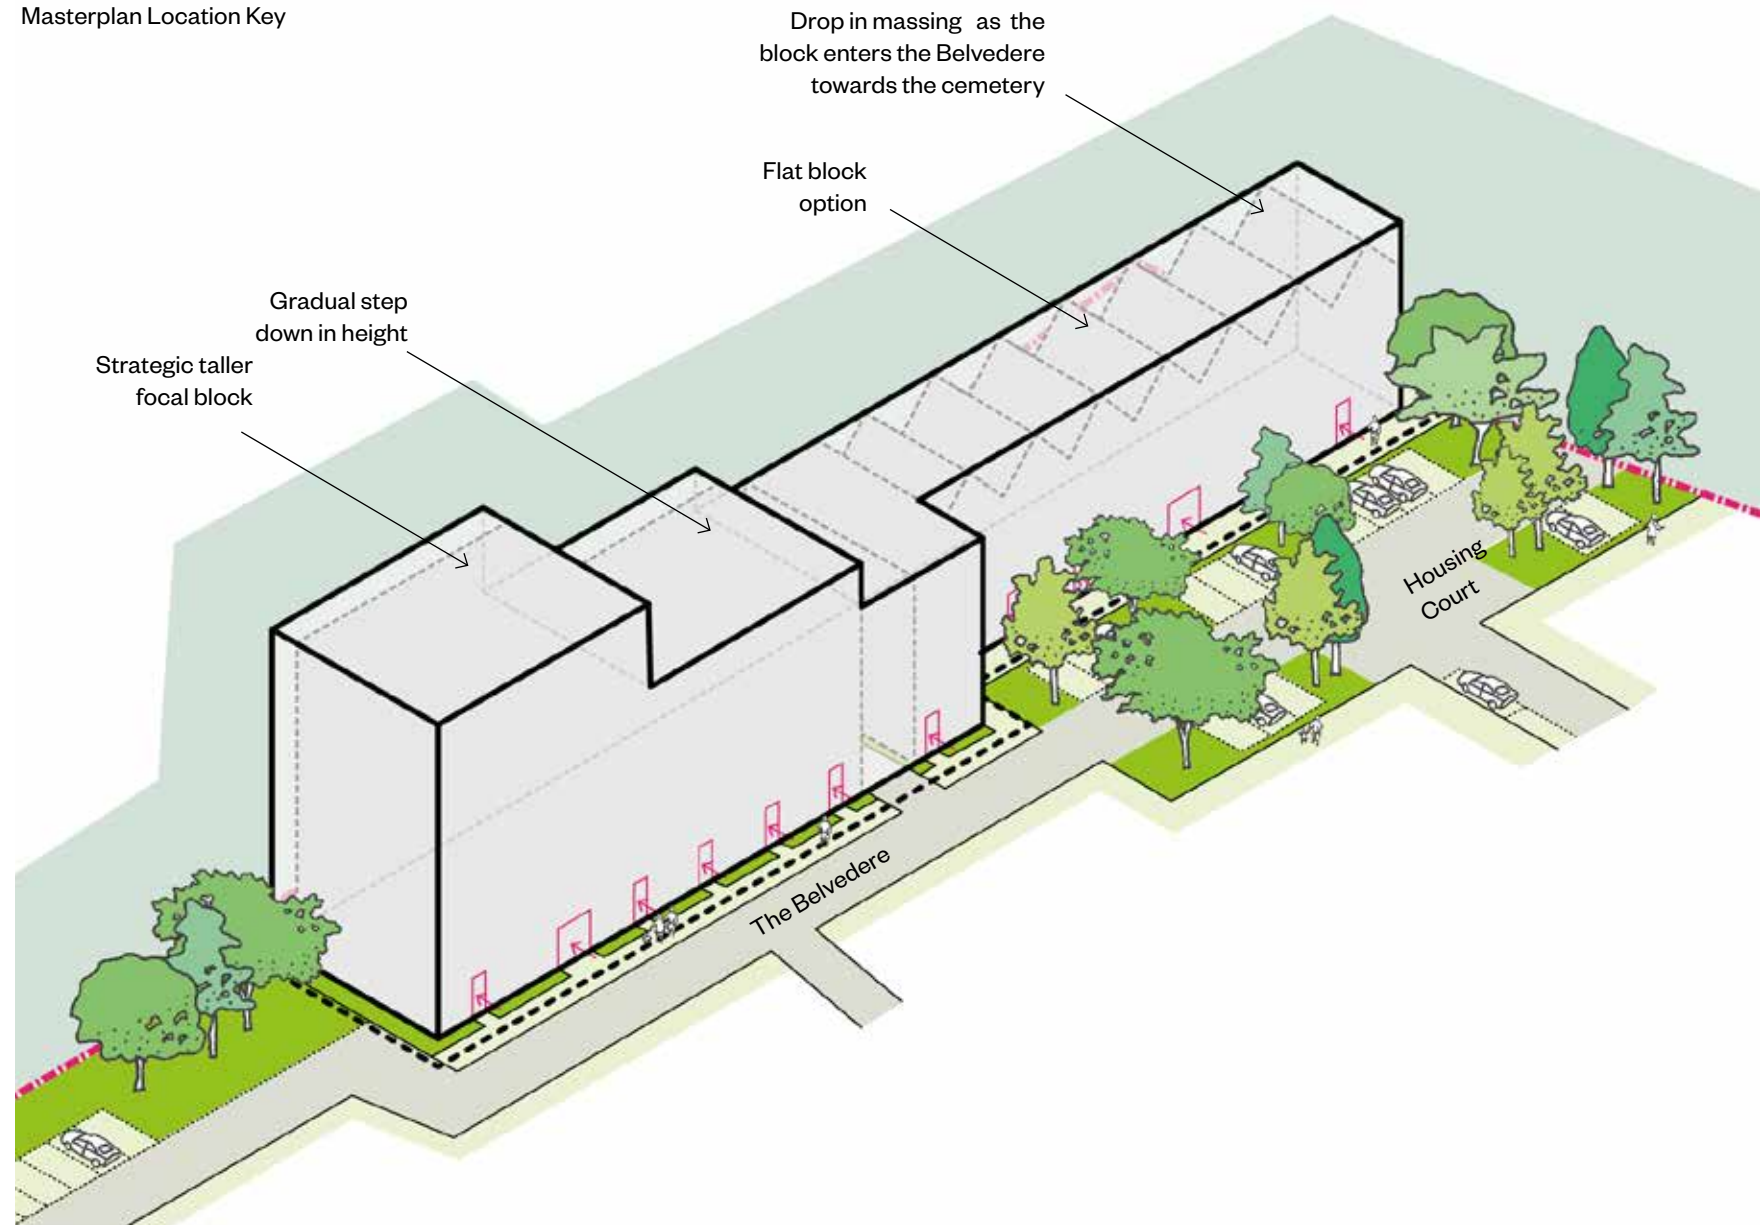 Masterplan Location Key
Drop in massing as the
block enters the Belvedere
towards the cemetery
Flat block
option
Gradual step
down in height
Strategic taller
focal block
Housing
Court
The Belvedere